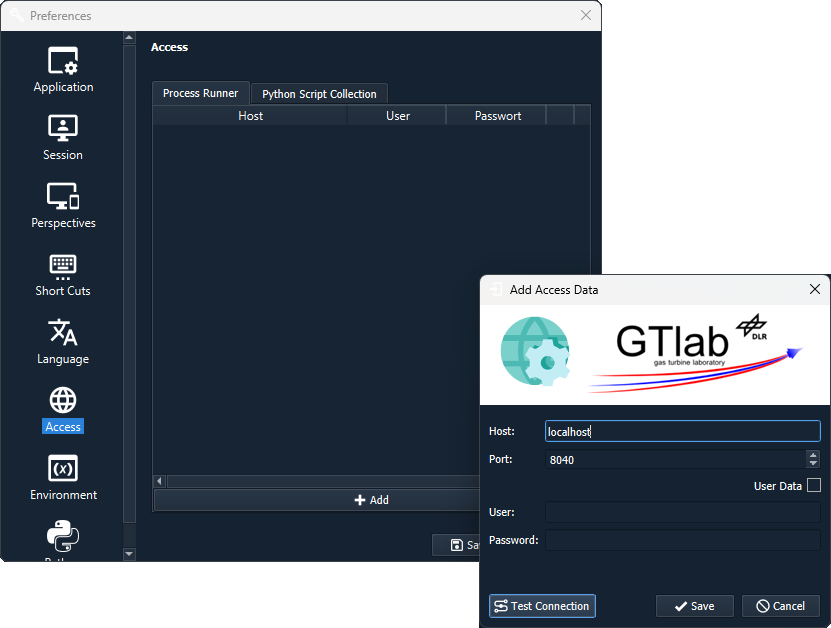 Preferences
Application
Session
Perspectives
Short Cuts
Language
Access
Environment
Access
Process Runner
Python Script Collection
Host User Passwort
Add
Add Access Data
GTlab
DLR
gas turbine laboratory
Host: localhost
Port: 8040
User Data
User:
Password:
Test Connection
Save
Cancel